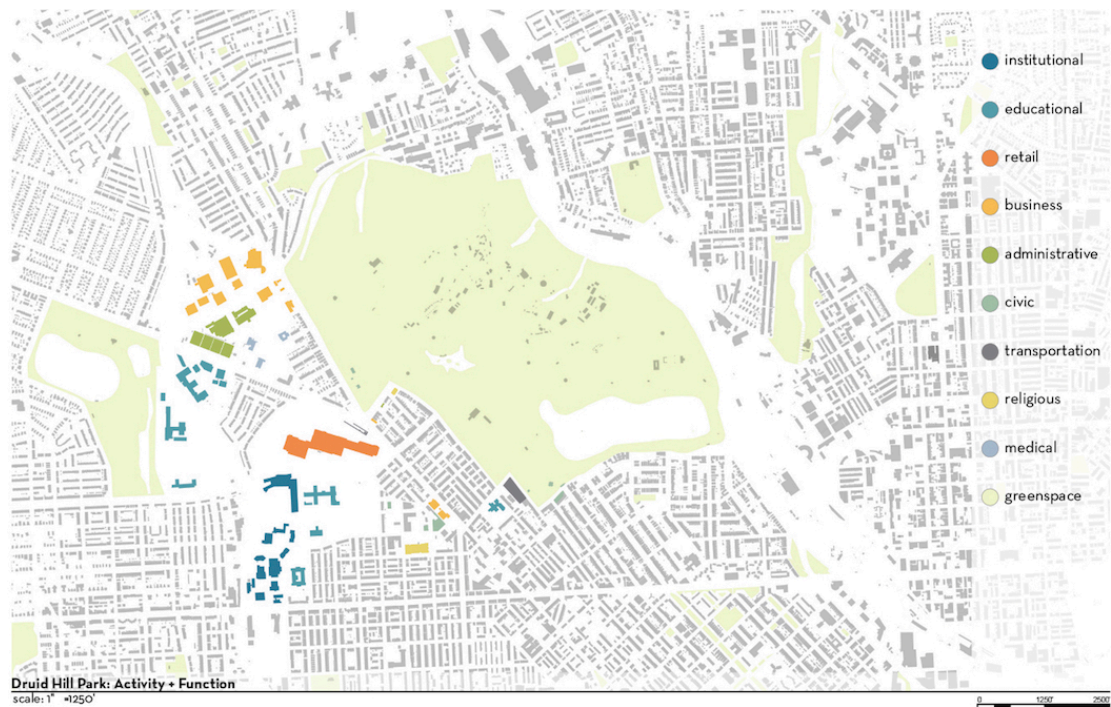 institutional
educational
retail
business
administrative
civic
transportation
religious
medical
greenspace
Druid Hill Park: Activity + Function
scale: 1" =1250'
0 1250' 2500'